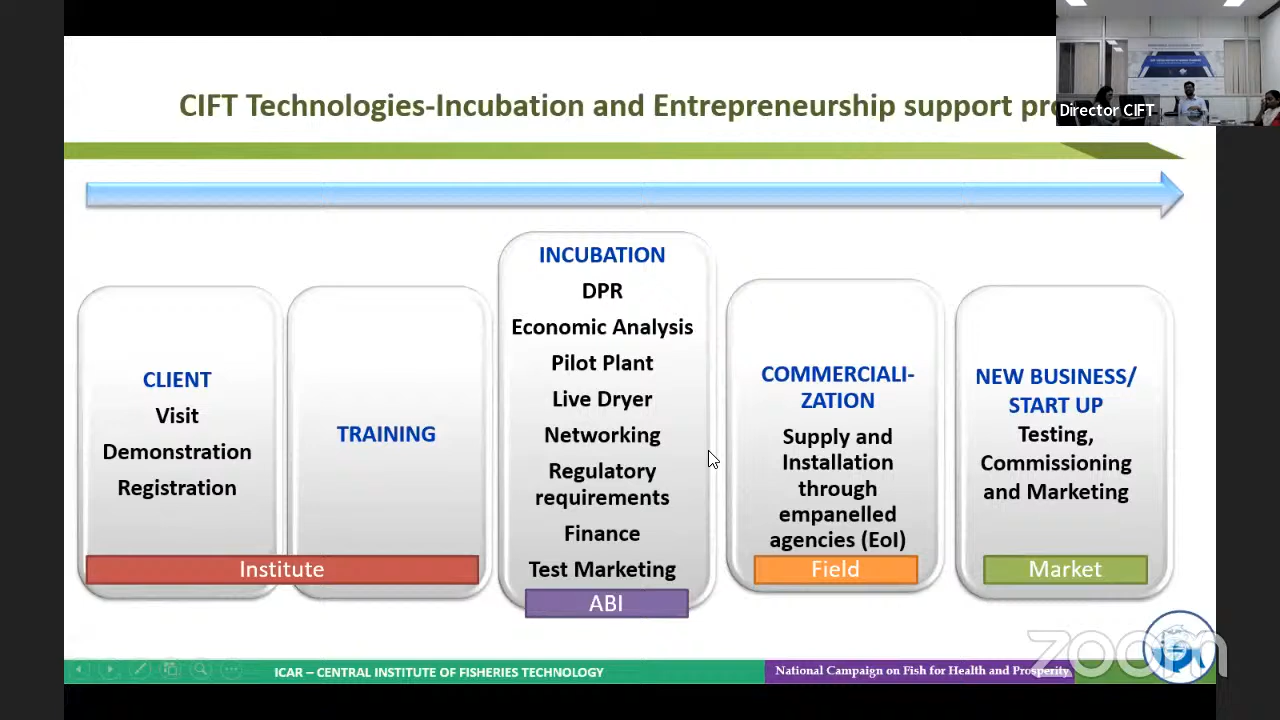 CIFT Technologies-Incubation and Entrepreneurship support
Director CIFT
CLIENT
Visit
Demonstration
Registration
TRAINING
Institute
INCUBATION
DPR
Economic Analysis
Pilot Plant
Live Dryer
Networking
Regulatory
requirements
Finance
Test Marketing
ABI
COMMERCIALI-
ZATION
Supply and
Installation
through
empanelled
agencies (EoI)
Field
NEW BUSINESS/
START UP
Testing,
Commissioning
and Marketing
Market
ICAR – CENTRAL INSTITUTE OF FISHERIES TECHNOLOGY
National Campaign on Fish for Health and Prosperity
zoom